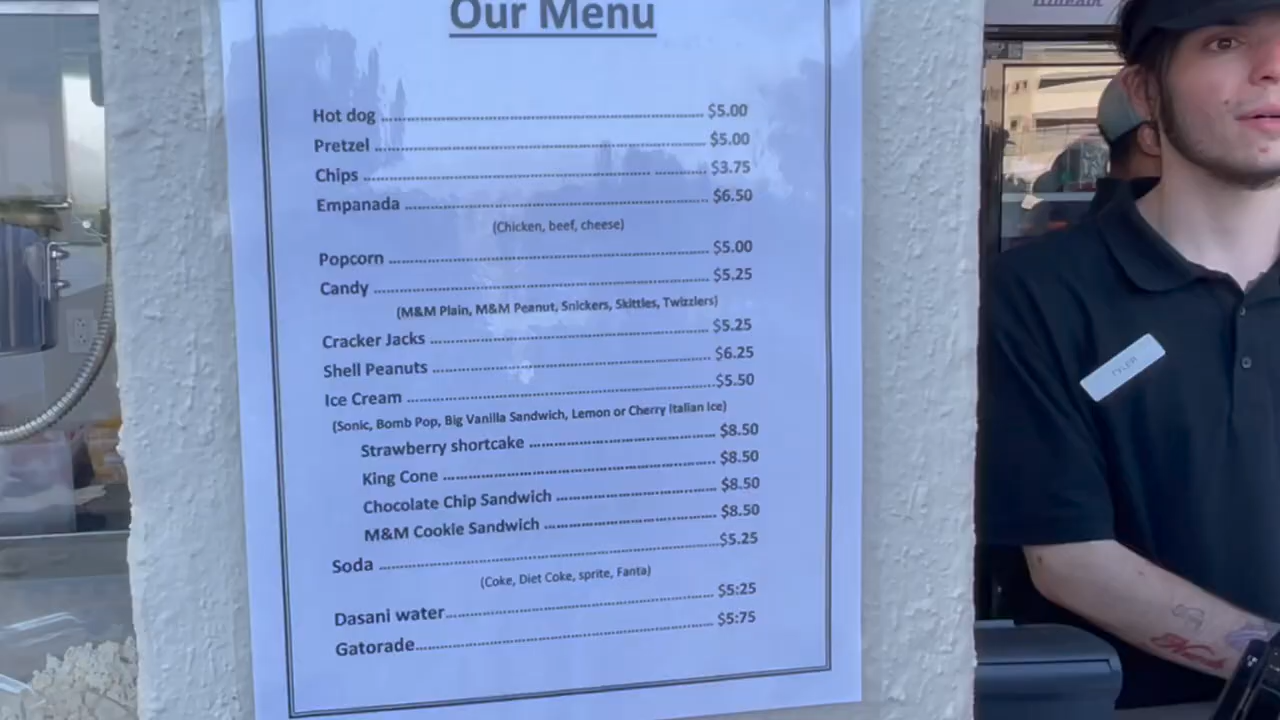 Our Menu
Hot dog ........ $5.00
Pretzel ........ $5.00
Chips ........ $3.75
Empanada ........ $6.50
(Chicken, beef, cheese)
Popcorn ........ $5.00
Candy ........ $5.25
(M&M Plain, M&M Peanut, Snickers, Skittles, Twizzlers)
Cracker Jacks ........ $5.25
Shell Peanuts ........ $6.25
Ice Cream ........ $5.50
(Sonic, Bomb Pop, Big Vanilla Sandwich, Lemon or Cherry Italian Ice)
Strawberry shortcake ........ $8.50
King Cone ........ $8.50
Chocolate Chip Sandwich ........ $8.50
M&M Cookie Sandwich ........ $8.50
Soda ........ $5.25
(Coke, Diet Coke, sprite, Fanta)
Dasani water ........ $5:25
Gatorade ........ $5:75
TYLER